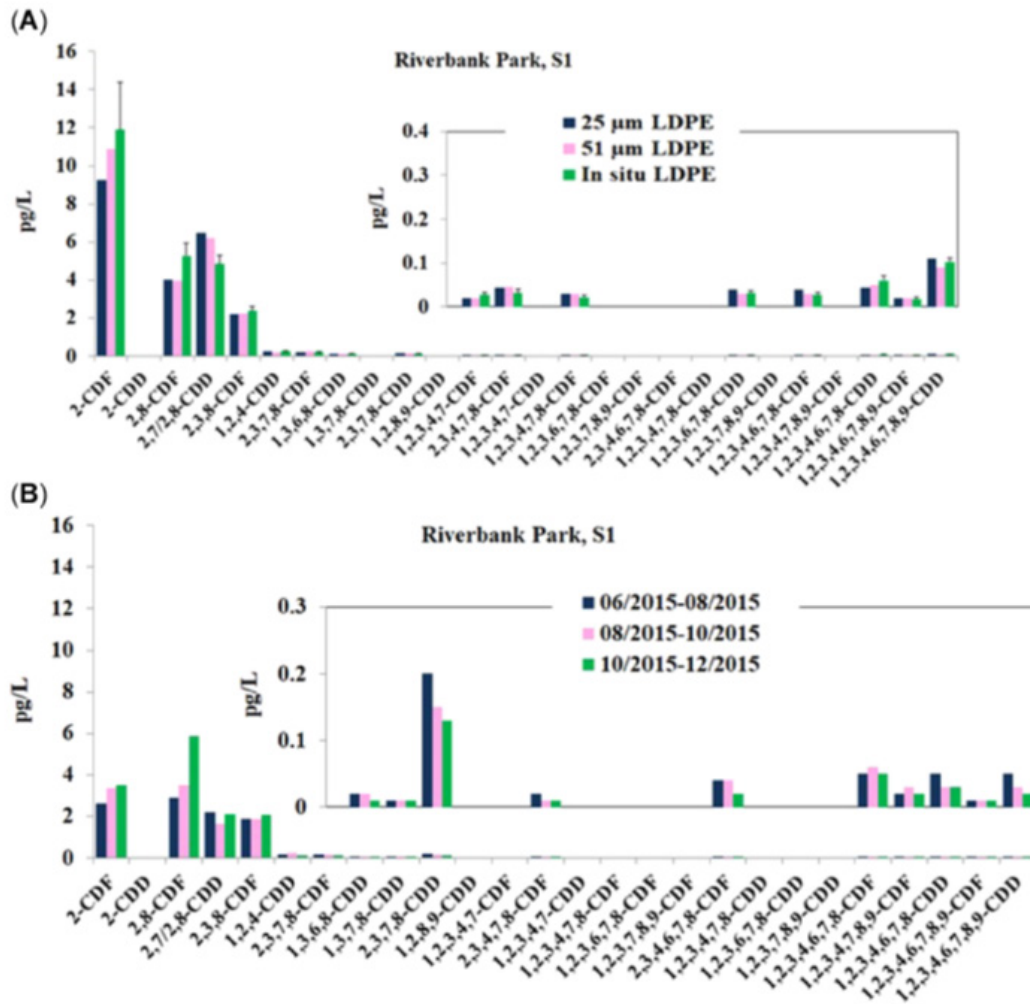 (A)
Riverbank Park, S1
pg/L
16
14
12
10
8
6
4
2
0
25 μm LDPE
51 μm LDPE
In situ LDPE
pg/L
0.4
0.3
0.2
0.1
0
2-CDF
2-CDD
2,8-CDF
2,7//2,8-CDD
2,3,8-CDF
1,2,4-CDD
2,3,7,8-CDF
1,3,6,8-CDD
1,3,7,8-CDD
2,3,7,8-CDD
1,2,8,9-CDD
1,2,3,4,7-CDF
2,3,4,7,8-CDF
1,2,3,4,7-CDD
1,2,3,4,7,8-CDF
1,2,3,6,7,8-CDF
1,2,3,7,8,9-CDF
2,3,4,6,7,8-CDF
1,2,3,4,7,8-CDD
1,2,3,6,7,8-CDD
1,2,3,7,8,9-CDD
1,2,3,4,6,7,8-CDF
1,2,3,4,7,8,9-CDF
1,2,3,4,6,7,8-CDD
1,2,3,4,6,7,8,9-CDF
1,2,3,4,6,7,8,9-CDD
(B)
Riverbank Park, S1
pg/L
16
14
12
10
8
6
4
2
0
06/2015-08/2015
08/2015-10/2015
10/2015-12/2015
pg/L
0.3
0.2
0.1
0
2-CDF
2-CDD
2,8-CDF
2,7//2,8-CDD
2,3,8-CDF
1,2,4-CDD
2,3,7,8-CDF
1,3,6,8-CDD
1,3,7,8-CDD
2,3,7,8-CDD
1,2,8,9-CDD
1,2,3,4,7-CDF
2,3,4,7,8-CDF
1,2,3,4,7-CDD
1,2,3,4,7,8-CDF
1,2,3,6,7,8-CDF
1,2,3,7,8,9-CDF
2,3,4,6,7,8-CDF
1,2,3,4,7,8-CDD
1,2,3,6,7,8-CDD
1,2,3,7,8,9-CDD
1,2,3,4,6,7,8-CDF
1,2,3,4,7,8,9-CDF
1,2,3,4,6,7,8-CDD
1,2,3,4,6,7,8,9-CDF
1,2,3,4,6,7,8,9-CDD